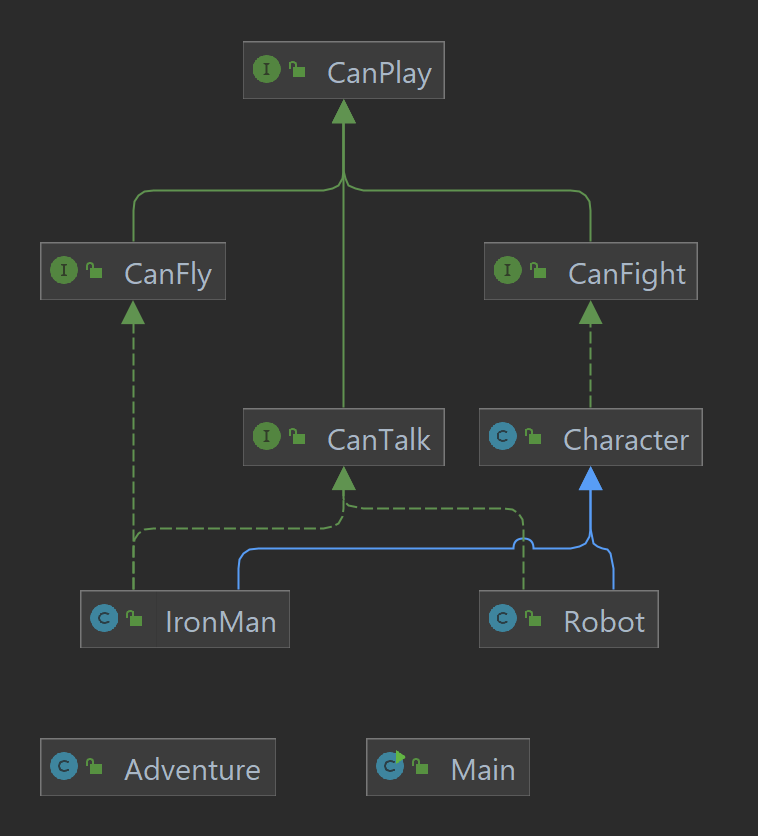 I CanPlay
I CanFly
I CanFight
I CanTalk
C Character
C IronMan
C Robot
C Adventure
C Main